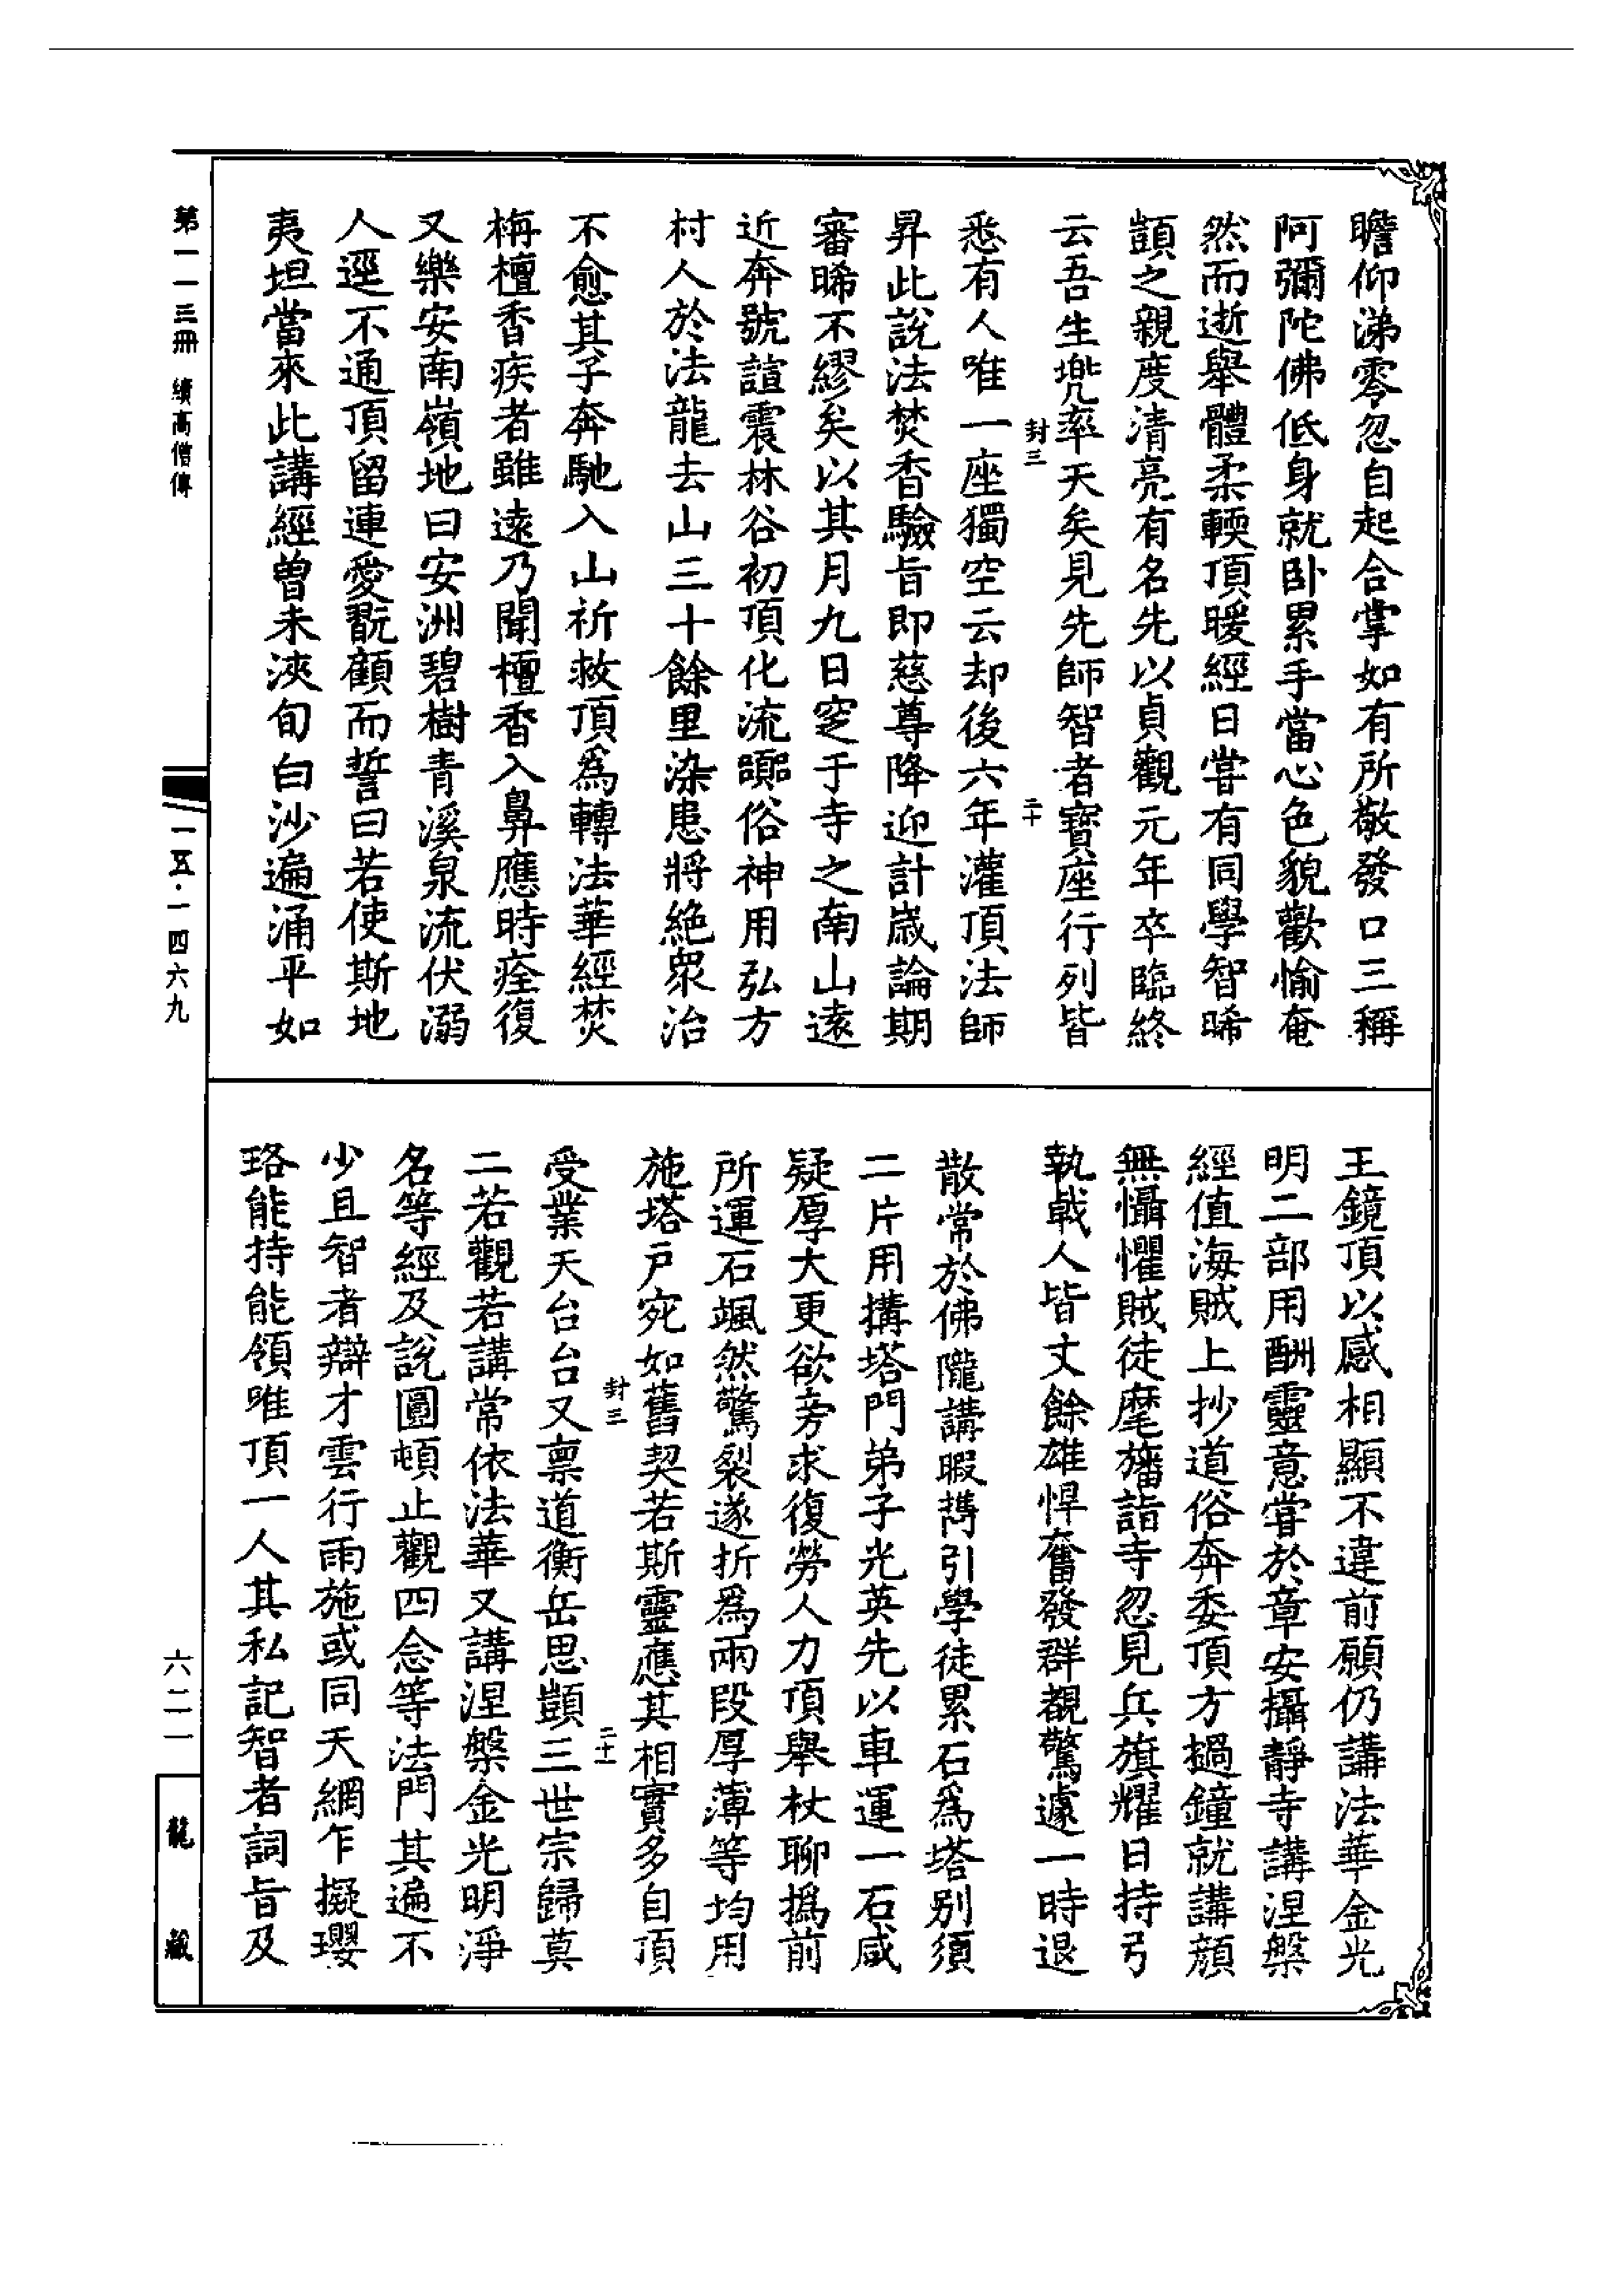 瞻仰涕零忽自起合掌如有所敬發口三稱
阿彌陀佛低身就卧累手當心色貌歡愉奄
然而逝舉體柔輭頂暖經日甞有同學智晞
顗之親度清亮有名先以貞觀元年卒臨終
云吾生兠率天矣見先師智者寶座行列皆
封三 二十
悉有人唯一座獨空云却後六年灌頂法師
昇此說法焚香驗旨即慈尊降迎計歲論期
審晞不繆矣以其月九日窆于寺之南山遠
近奔號諠震林谷初頂化流鄔俗神用弘方
村人於法龍去山三十餘里染患將絶衆治
不愈其子奔馳入山祈救頂為轉法華經焚
栴檀香疾者雖遠乃聞檀香入鼻應時痊復
又樂安南嶺地曰安洲碧樹青溪泉流伏溺
人逕不通頂留連愛翫顧而誓曰若使斯地
夷坦當來此講經曾未浹旬白沙遍涌平如
第一一三冊 續高僧傳
一一五·一四六九
王鏡頂以感相顯不違前願仍講法華金光
明二部用酬靈意甞於章安攝靜寺講涅槃
經值海賊上抄道俗奔委頂方撾鐘就講顔
無懾懼賊徒麾旛詣寺忽見兵旗耀日持弓
執戟人皆丈餘雄悍奮發群覩驚遽一時退
散常於佛隴講暇擕引學徒累石為塔別須
二片用搆塔門弟子光英先以車運一石咸
疑厚大更欲旁求復勞人力頂舉杖聊撝前
所運石颯然驚裂遂折為兩段厚薄等均用
施塔戸宛如舊契若斯靈應其相實多自頂
封三 二十一
受業天台台又禀道衡岳思顗三世宗歸莫
二若觀若講常依法華又講涅槃金光明淨
名等經及說圓頓止觀四念等法門其遍不
少且智者辯才雲行雨施或同天網乍擬瓔
珞能持能領唯頂一人其私記智者詞旨及
六二一
龍藏